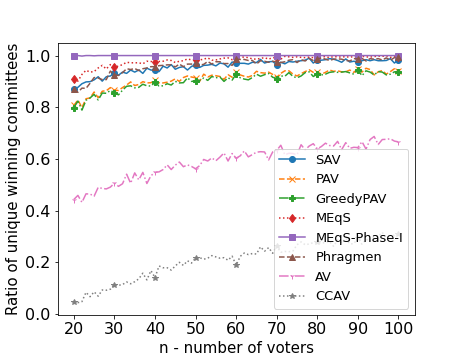 Ratio of unique winning committees
1.0
0.8
0.6
0.4
0.2
0.0
SAV
PAV
GreedyPAV
MEqS
MEqS-Phase-I
Phragmen
AV
CCAV
20 30 40 50 60 70 80 90 100
n - number of voters